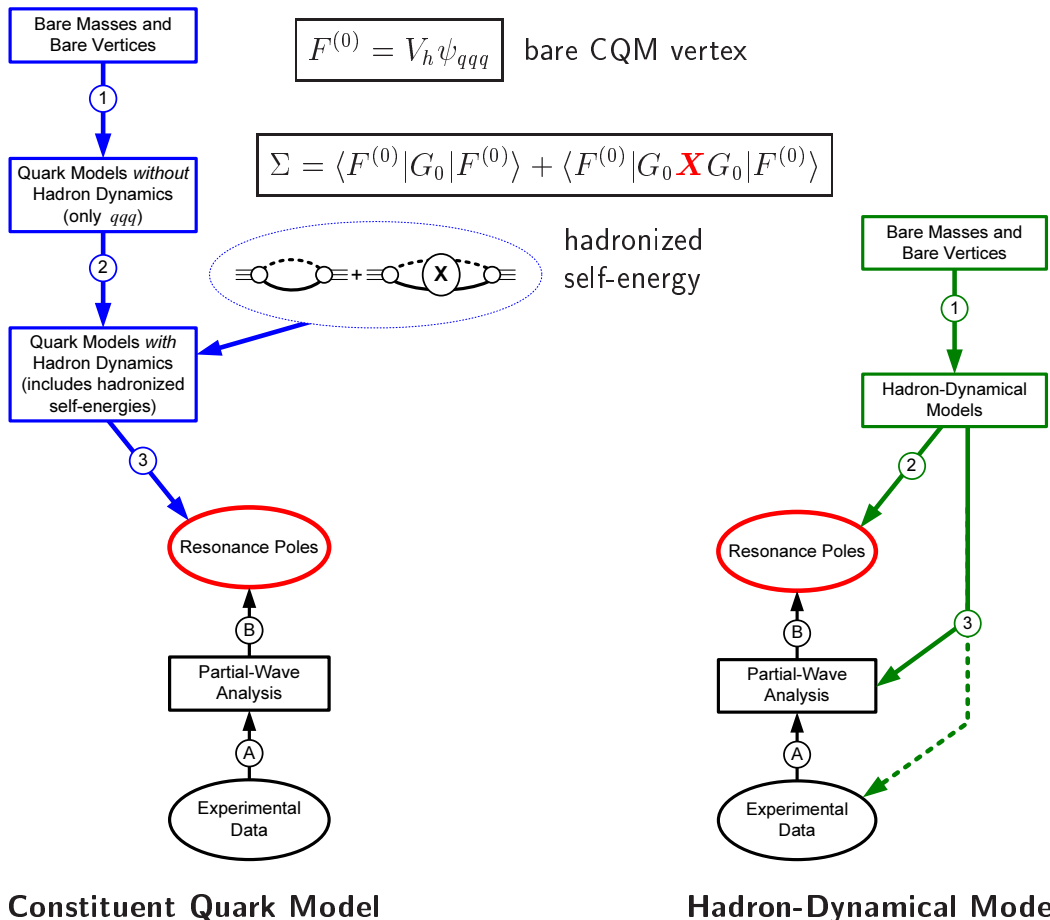 Bare Masses and
Bare Vertices
1
Quark Models without
Hadron Dynamics
(only qqq)
2
Quark Models with
Hadron Dynamics
(includes hadronized
self-energies)
3
Resonance Poles
B
Partial-Wave
Analysis
A
Experimental
Data
Constituent Quark Model
F^{(0)} = V_h ψ_{qqq} bare CQM vertex
Σ = ⟨F^{(0)}|G_0|F^{(0)}⟩ + ⟨F^{(0)}|G_0 X G_0|F^{(0)}⟩
+
X
hadronized
self-energy
Bare Masses and
Bare Vertices
1
Hadron-Dynamical
Models
2
Resonance Poles
3
B
Partial-Wave
Analysis
A
Experimental
Data
Hadron-Dynamical Mode